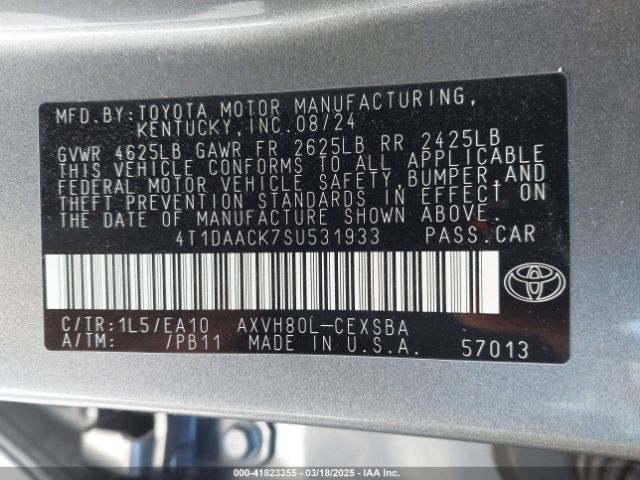 MFD.BY:TOYOTA MOTOR MANUFACTURING,
KENTUCKY,INC.08/24
GVWR 4625LB GAWR FR 2625LB RR 2425LB
THIS VEHICLE CONFORMS TO ALL APPLICABLE
FEDERAL MOTOR VEHICLE SAFETY,BUMPER,AND
THEFT PREVENTION STANDARDS IN EFFECT ON
THE DATE OF MANUFACTURE SHOWN ABOVE.
4T1DAACK7SU531933 PASS.CAR
C/TR:1L5/EA10 AXVH80L-CEXSBA
A/TM: /PB11 MADE IN U.S.A. 57013
000-41823355 | 03/18/2025 | IAA Inc.